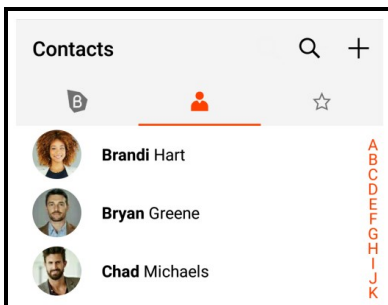 Contacts
B
Brandi Hart
Bryan Greene
Chad Michaels
A
B
C
D
E
F
G
H
I
J
K